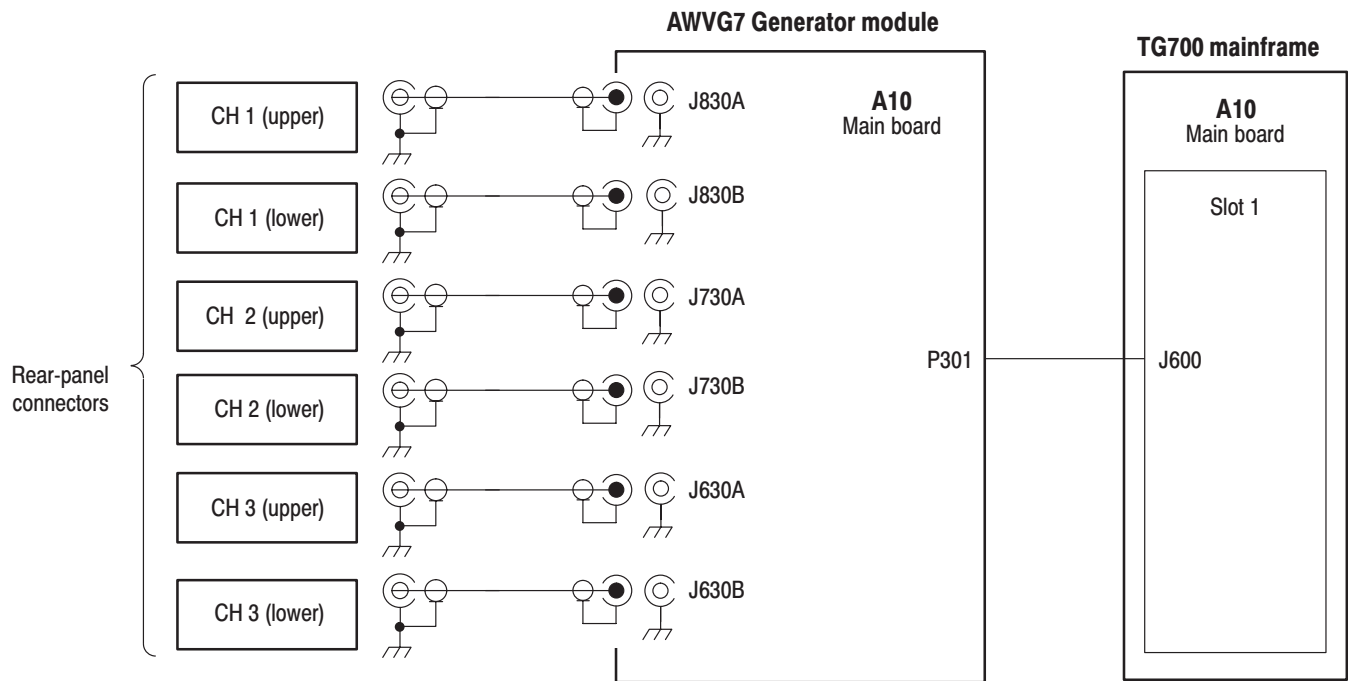 AWVG7 Generator module
TG700 mainframe
CH 1 (upper)
J830A
A10
Main board
A10
Main board
CH 1 (lower)
J830B
Slot 1
CH 2 (upper)
J730A
Rear-panel
connectors
P301
J600
CH 2 (lower)
J730B
CH 3 (upper)
J630A
CH 3 (lower)
J630B